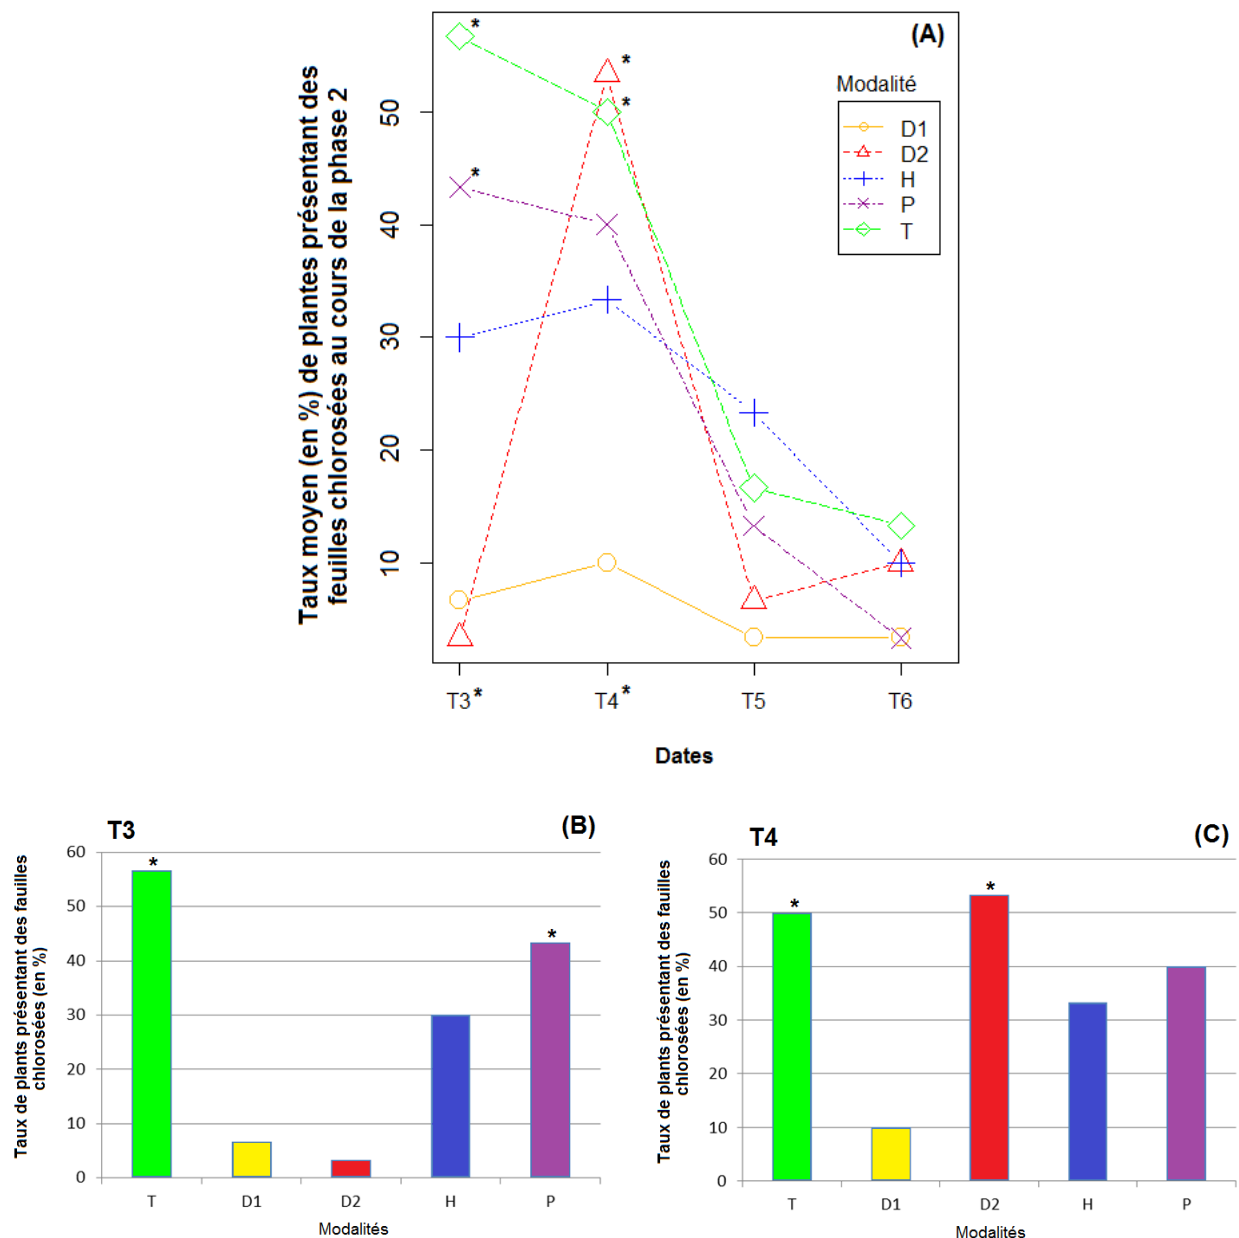 (A)
Taux moyen (en %) de plantes présentant des
feuilles chlorosées au cours de la phase 2
50
40
30
20
10
*
*
*
*
Modalité
D1
D2
H
P
T
T3*
T4*
T5
T6
Dates
T3
(B)
Taux de plants présentant des fauilles
chlorosées (en %)
60
50
40
30
20
10
0
*
*
T
D1
D2
H
P
Modalités
T4
(C)
Taux de plants présentant des fauilles
chlorosées (en %)
60
50
40
30
20
10
0
*
*
T
D1
D2
H
P
Modalités